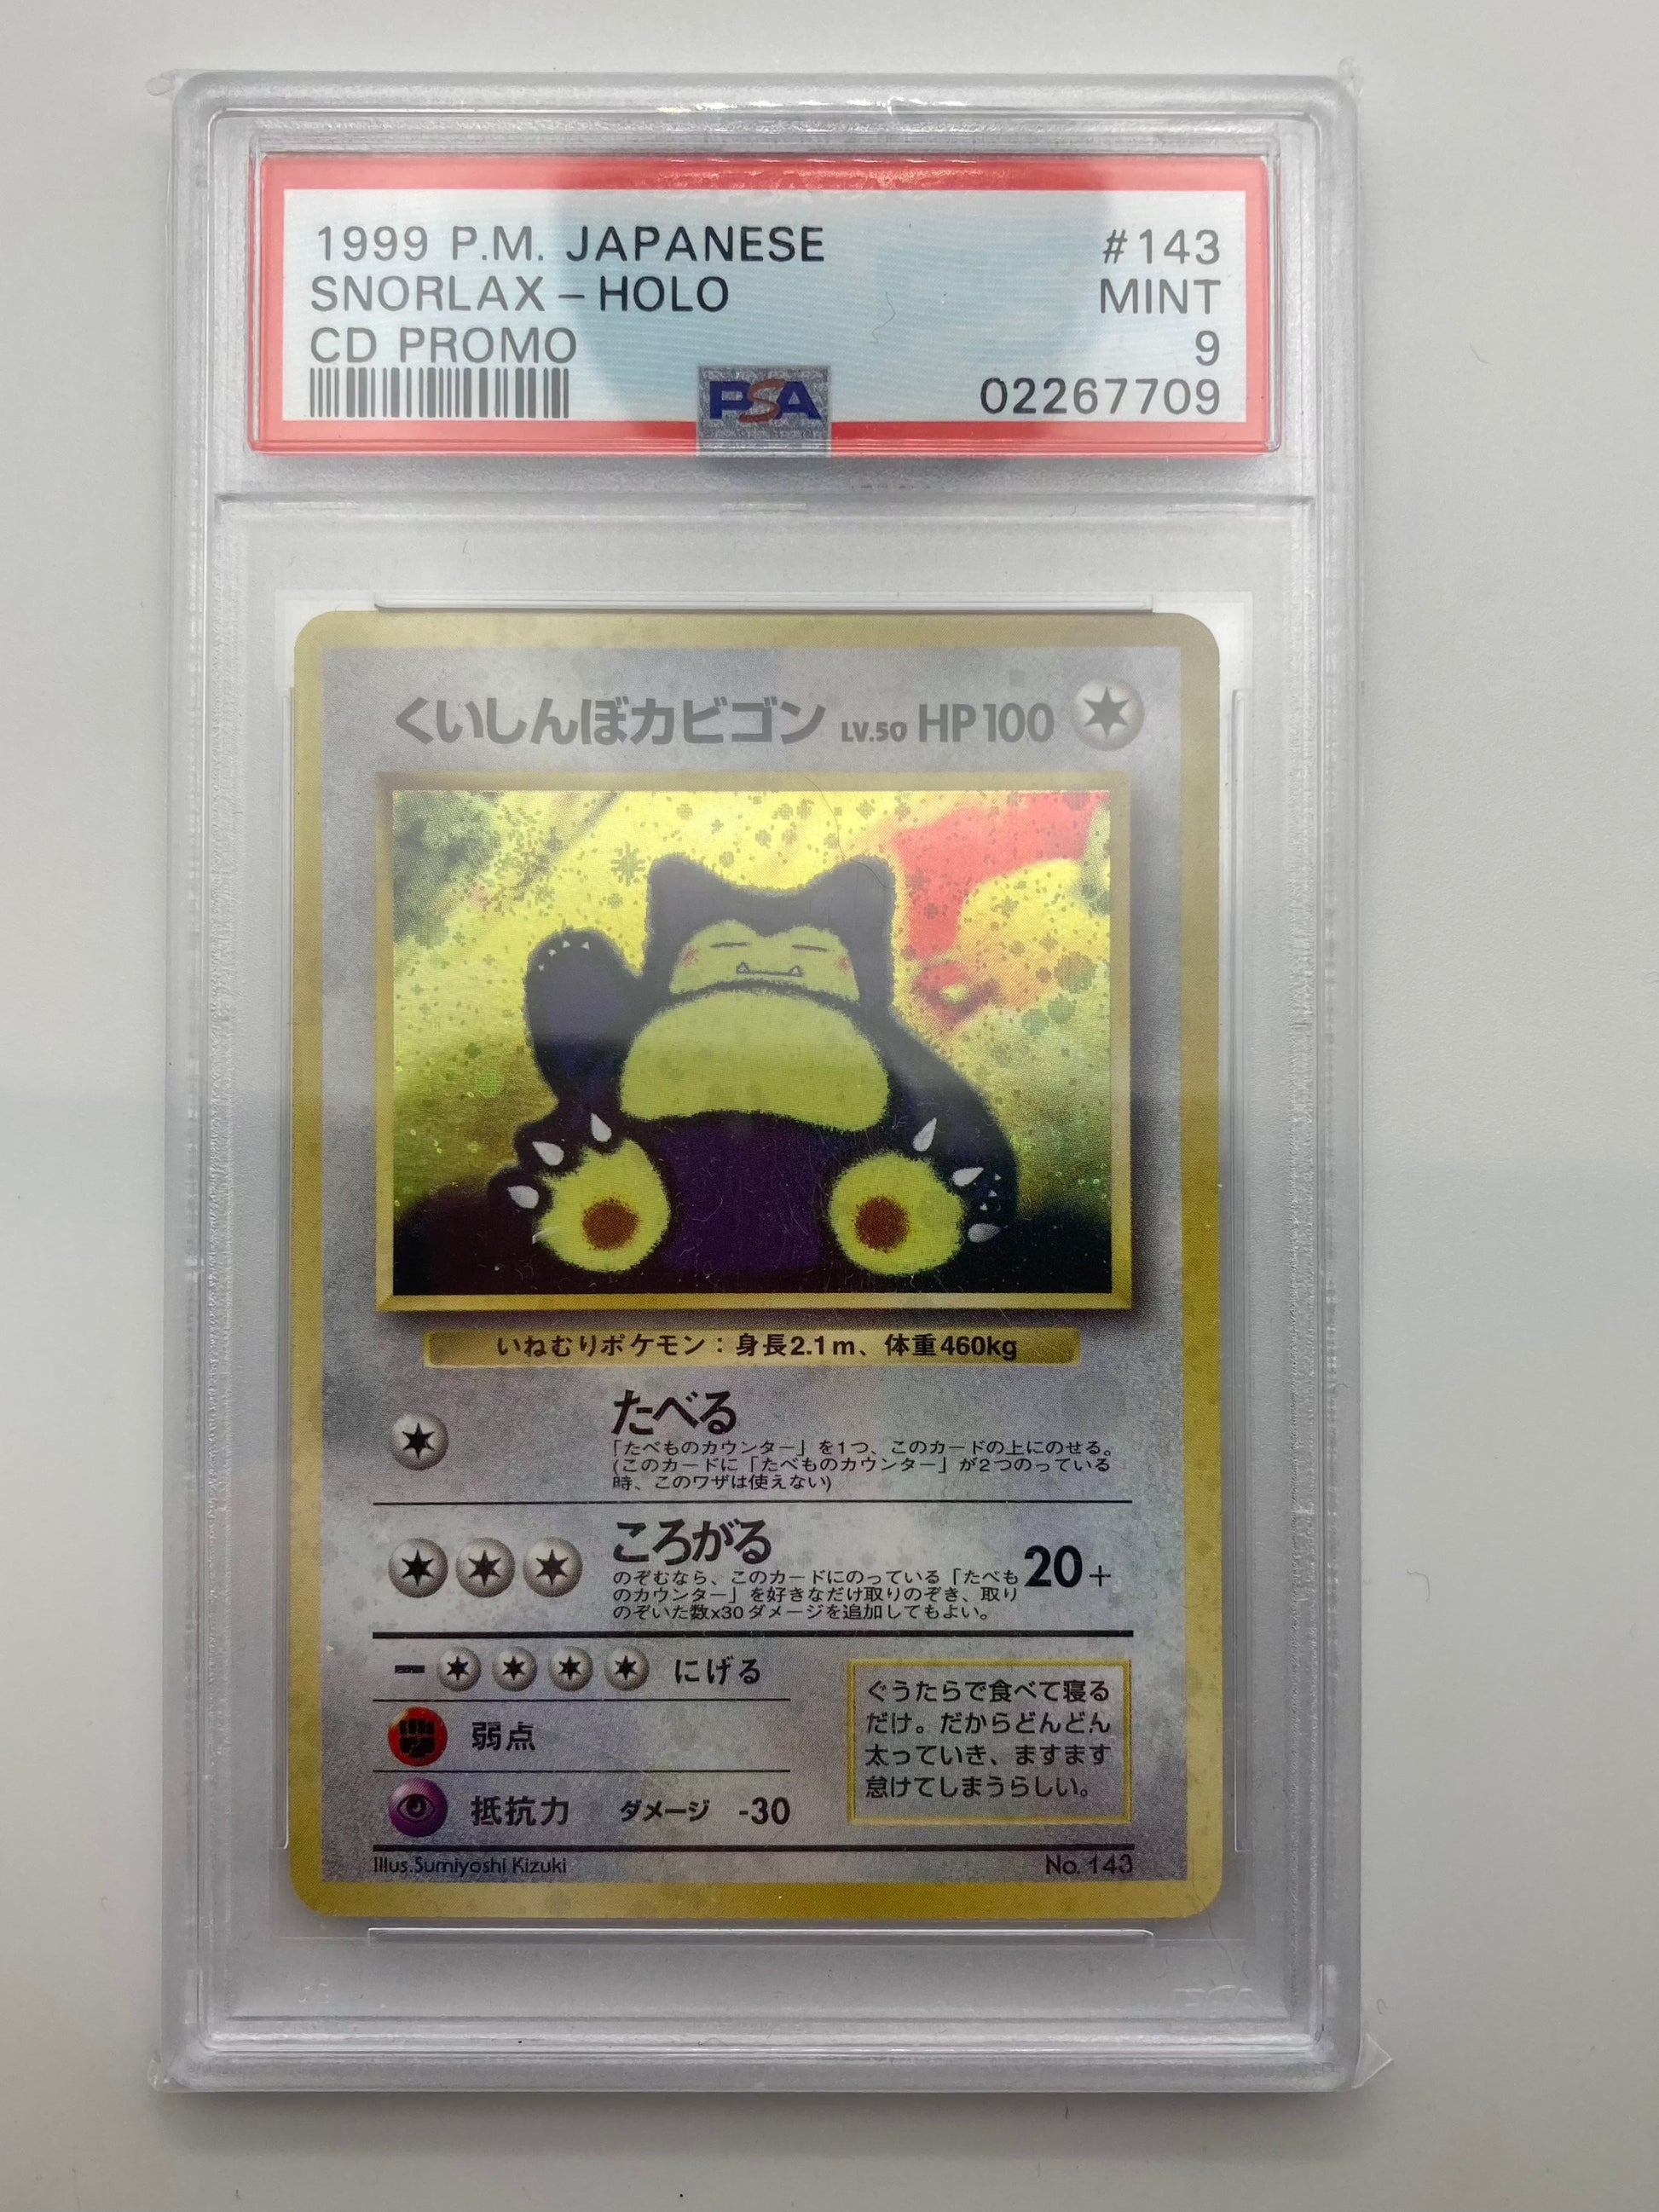 1999 P.M. JAPANESE #143
SNORLAX – HOLO MINT
CD PROMO 9
PSA 02267709
くいしんぼカビゴン LV.50 HP100
いねむりポケモン：身長2.1m、体重460kg
たべる
「たべものカウンター」を1つ、このカードの上にのせる。
(このカードに「たべものカウンター」が2つのっている
時、このワザは使えない)
ころがる
のぞむなら、このカードにのっている「たべも
のカウンター」を好きなだけ取りのぞき、取り
のぞいた数x30ダメージを追加してもよい。
20+
− にげる
弱点
抵抗力 ダメージ -30
ぐうたらで食べて寝る
だけ。だからどんどん
太っていき、ますます
怠けてしまうらしい。
Illus.Sumiyoshi Kizuki No. 143